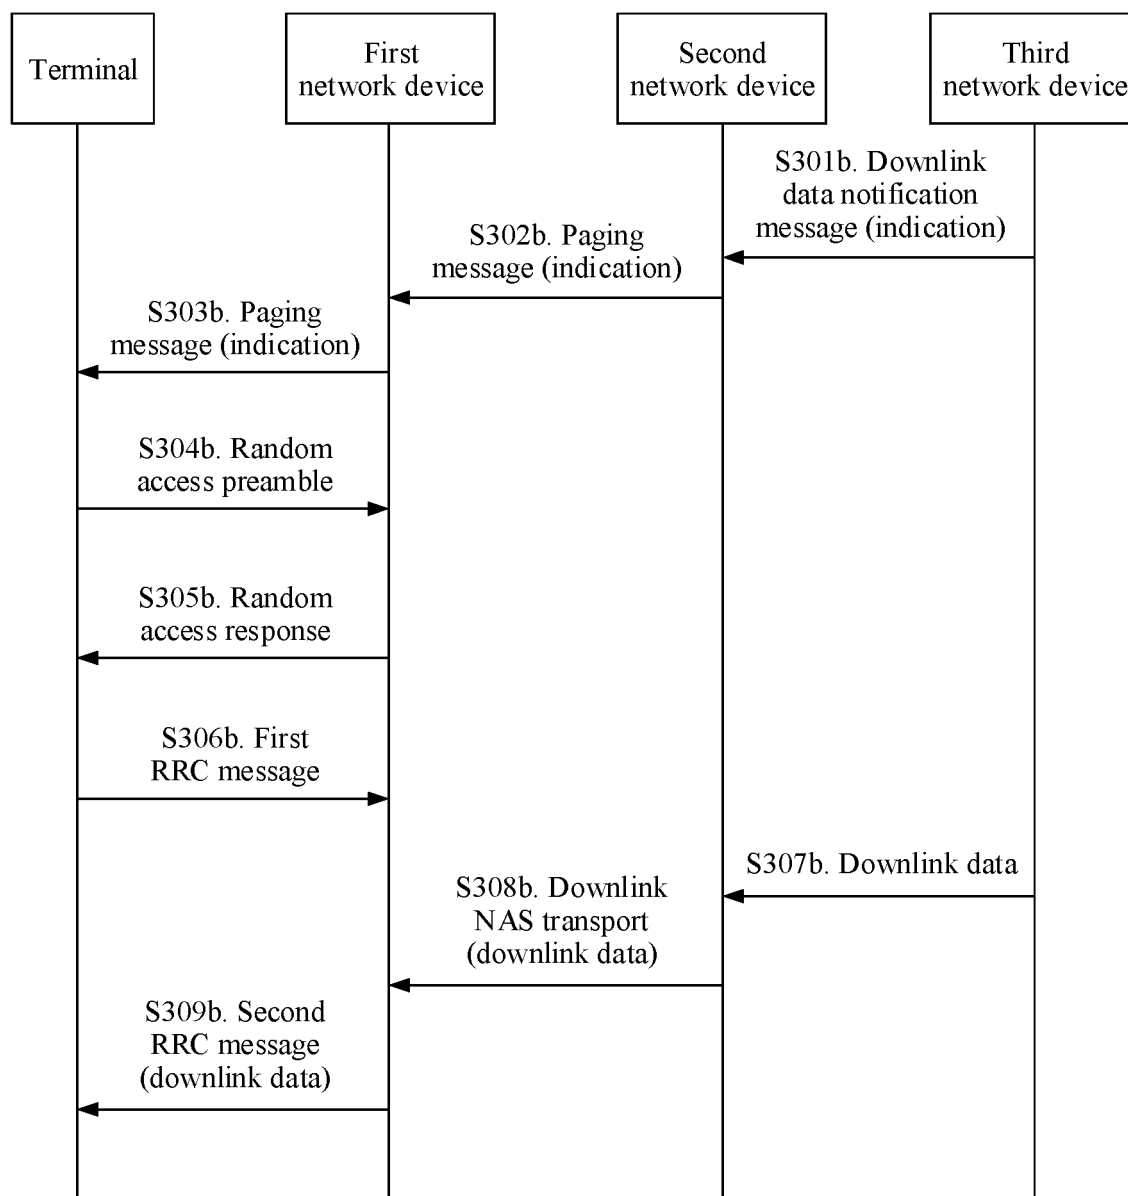 Terminal
First
network device
Second
network device
Third
network device
S301b. Downlink
data notification
message (indication)
S302b. Paging
message (indication)
S303b. Paging
message (indication)
S304b. Random
access preamble
S305b. Random
access response
S306b. First
RRC message
S307b. Downlink data
S308b. Downlink
NAS transport
(downlink data)
S309b. Second
RRC message
(downlink data)